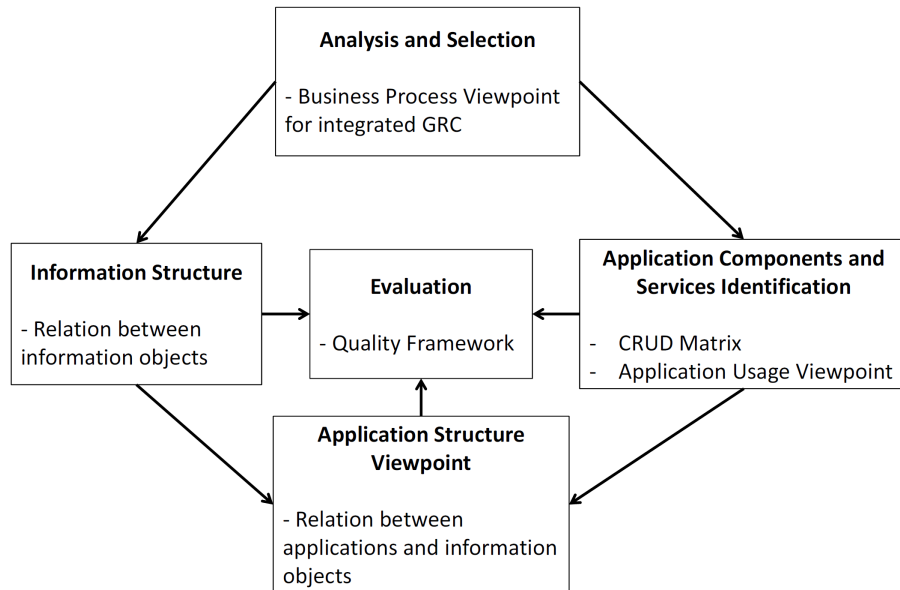 Analysis and Selection
- Business Process Viewpoint
for integrated GRC
Information Structure
- Relation between
information objects
Evaluation
- Quality Framework
Application Components and
Services Identification
- CRUD Matrix
- Application Usage Viewpoint
Application Structure
Viewpoint
- Relation between
applications and information
objects